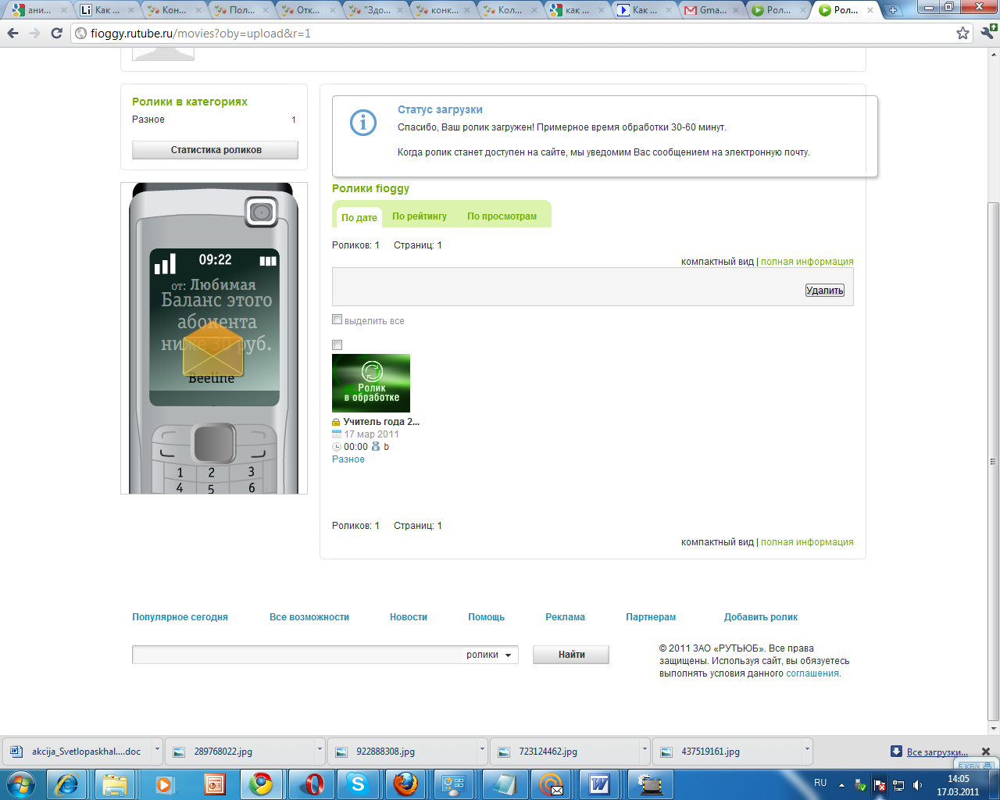 ани...
Как ...
Кон...
Пол...
Отк...
"Здо...
конк...
Кол...
как ...
Как ...
Gma...
Рол...
Рол...
fioggy.rutube.ru/movies?oby=upload&r=1
Ролики в категориях
Разное 1
Статистика роликов
Статус загрузки
Спасибо, Ваш ролик загружен! Примерное время обработки 30-60 минут.
Когда ролик станет доступен на сайте, мы уведомим Вас сообщением на электронную почту.
09:22
от: Любимая
Баланс этого
абонента
ниже 30 руб.
Beeline
1 2 3
4 5 6
Ролики fioggy
По дате По рейтингу По просмотрам
Роликов: 1 Страниц: 1
компактный вид | полная информация
Удалить
выделить все
Ролик
в обработке
Учитель года 2...
17 мар 2011
00:00 b
Разное
Роликов: 1 Страниц: 1
компактный вид | полная информация
Популярное сегодня Все возможности Новости Помощь Реклама Партнерам Добавить ролик
ролики
Найти
© 2011 ЗАО «РУТЬЮБ». Все права
защищены. Используя сайт, вы обязуетесь
выполнять условия данного соглашения.
akcija_Svetlopaskhal....doc
289768022.jpg
922888308.jpg
723124462.jpg
437519161.jpg
Все загрузки...
RU
14:05
17.03.2011